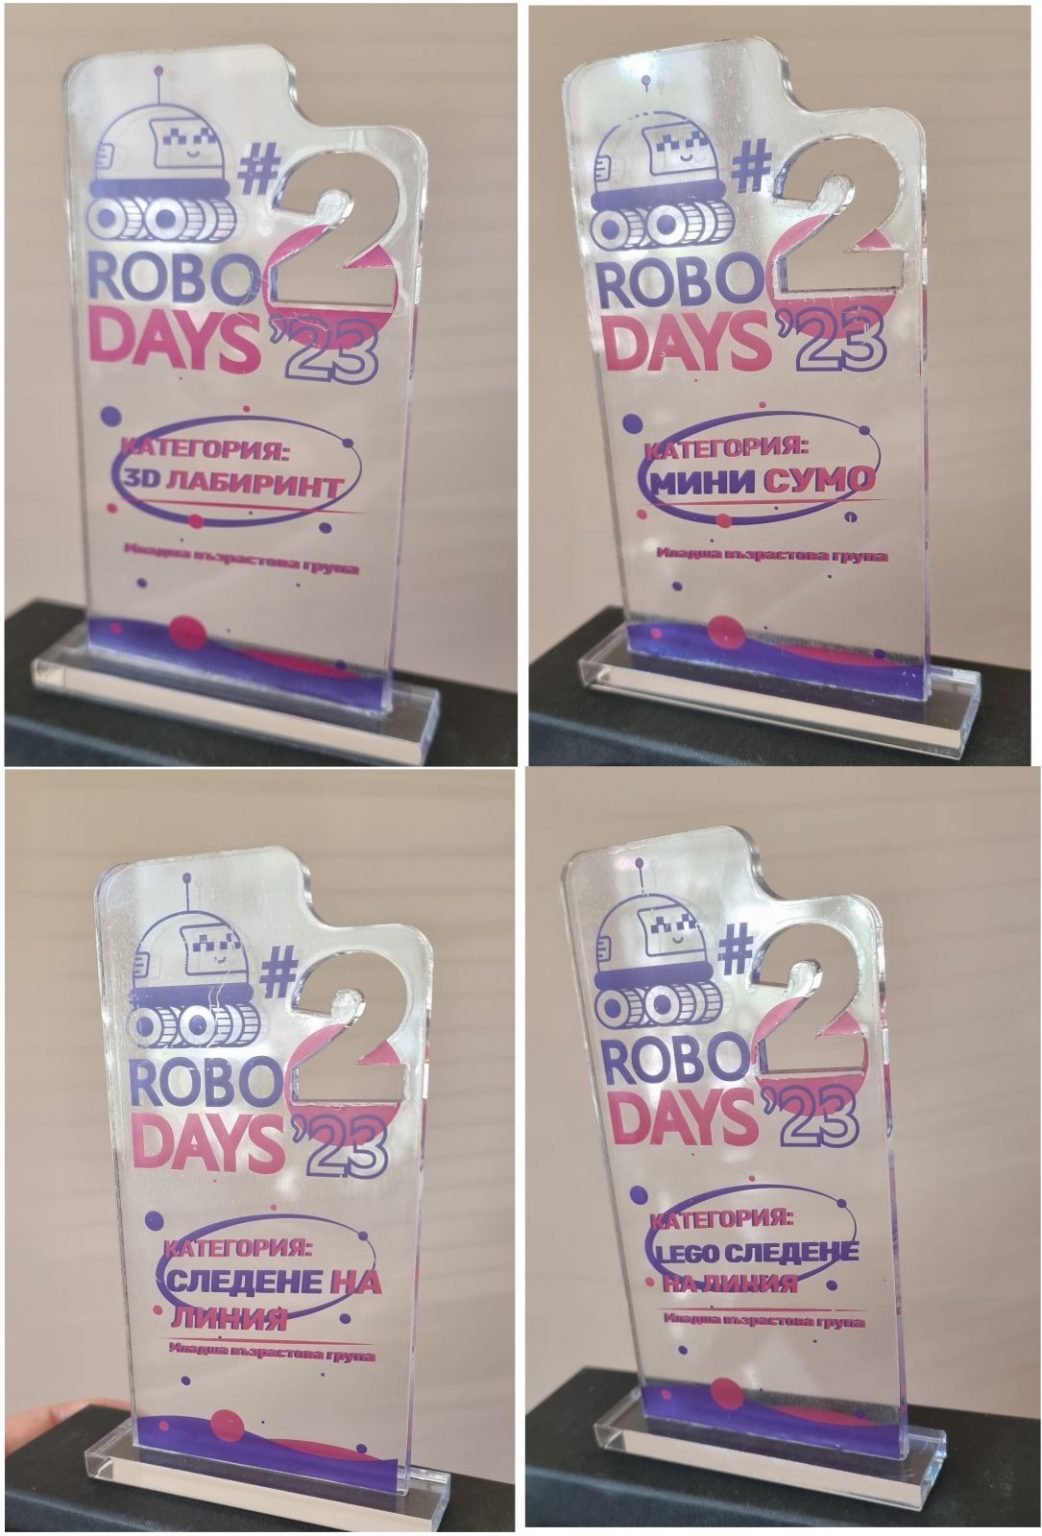 #2
ROBO
DAYS '23
КАТЕГОРИЯ:
3D ЛАБИРИНТ
Младша възрастова група
#2
ROBO
DAYS '23
КАТЕГОРИЯ:
МИНИ СУМО
Младша възрастова група
#2
ROBO
DAYS '23
КАТЕГОРИЯ:
СЛЕДЕНЕ НА
ЛИНИЯ
Младша възрастова група
#2
ROBO
DAYS '23
КАТЕГОРИЯ:
LEGO СЛЕДЕНЕ
НА ЛИНИЯ
Младша възрастова група